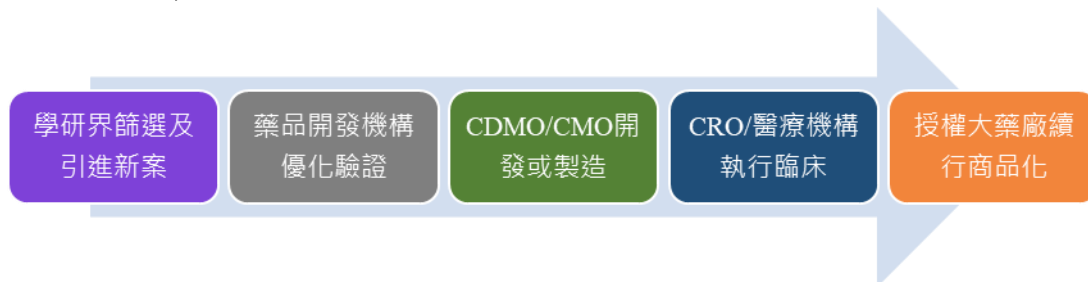 學研界篩選及
引進新案
藥品開發機構
優化驗證
CDMO/CMO開
發或製造
CRO/醫療機構
執行臨床
授權大藥廠續
行商品化